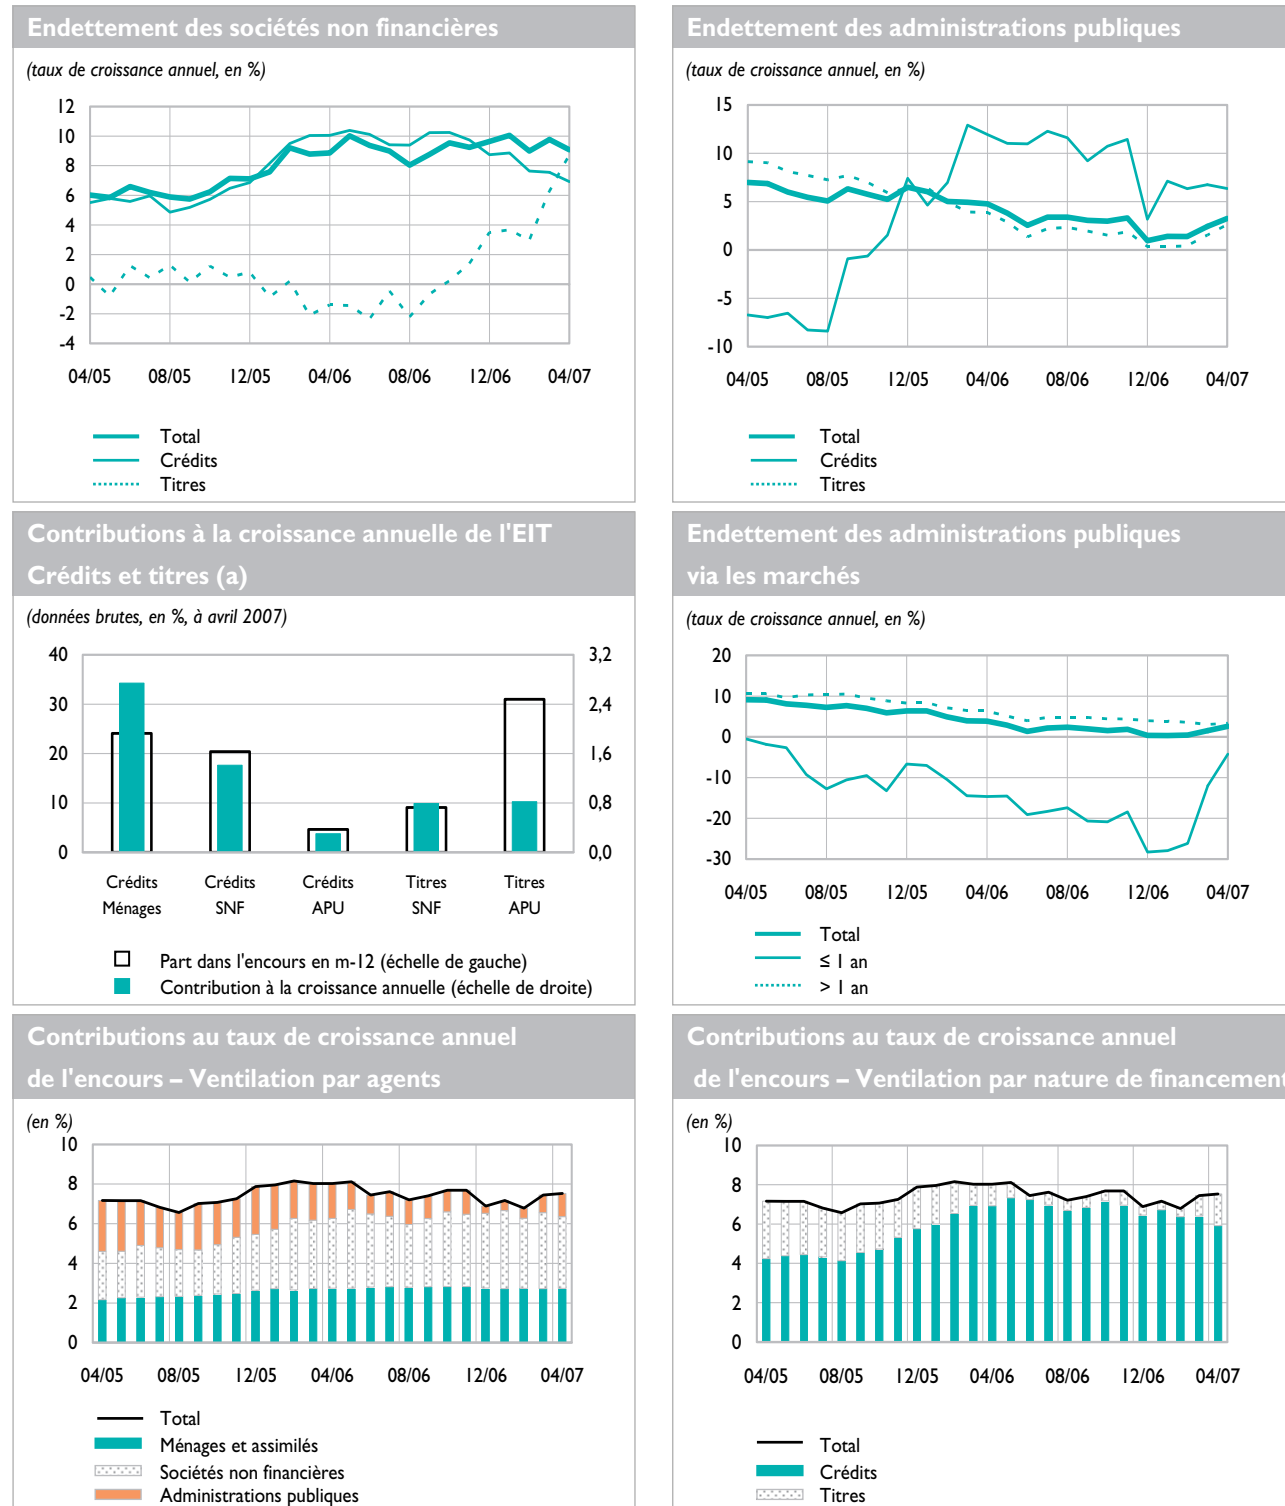 Endettement des sociétés non financières
(taux de croissance annuel, en %)
12
10
8
6
4
2
0
-2
-4
04/05 08/05 12/05 04/06 08/06 12/06 04/07
Total
Crédits
Titres
Endettement des administrations publiques
(taux de croissance annuel, en %)
15
10
5
0
-5
-10
04/05 08/05 12/05 04/06 08/06 12/06 04/07
Total
Crédits
Titres
Contributions à la croissance annuelle de l'EIT
Crédits et titres (a)
(données brutes, en %, à avril 2007)
40 3,2
30 2,4
20 1,6
10 0,8
0 0,0
Crédits Crédits Crédits Titres Titres
Ménages SNF APU SNF APU
Part dans l'encours en m-12 (échelle de gauche)
Contribution à la croissance annuelle (échelle de droite)
Endettement des administrations publiques
via les marchés
(taux de croissance annuel, en %)
20
10
0
-10
-20
-30
04/05 08/05 12/05 04/06 08/06 12/06 04/07
Total
≤ 1 an
> 1 an
Contributions au taux de croissance annuel
de l'encours – Ventilation par agents
(en %)
10
8
6
4
2
0
04/05 08/05 12/05 04/06 08/06 12/06 04/07
Total
Ménages et assimilés
Sociétés non financières
Administrations publiques
Contributions au taux de croissance annuel
de l'encours – Ventilation par nature de financement
(en %)
10
8
6
4
2
0
04/05 08/05 12/05 04/06 08/06 12/06 04/07
Total
Crédits
Titres